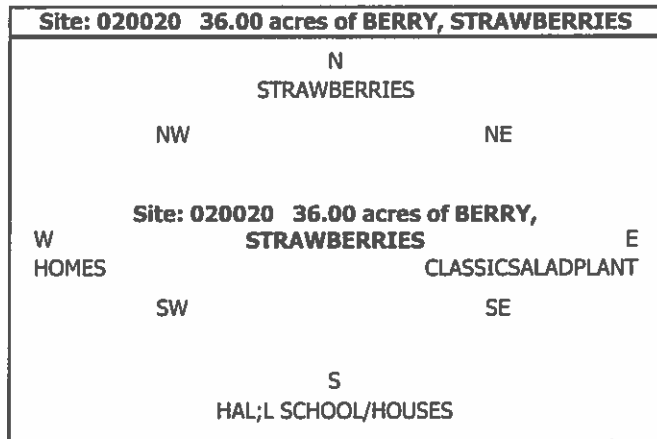 Site: 020020 36.00 acres of BERRY, STRAWBERRIES
N
STRAWBERRIES
NW NE
Site: 020020 36.00 acres of BERRY,
W STRAWBERRIES E
HOMES CLASSICSALADPLANT
SW SE
S
HAL;L SCHOOL/HOUSES